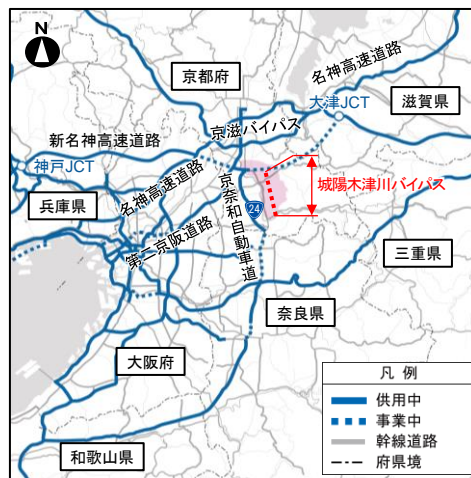 N
京都府
名神高速道路
大津JCT
滋賀県
新名神高速道路
京滋バイパス
神戸JCT
名神高速道路
城陽木津川バイパス
兵庫県
24
第二京阪道路
京奈和自動車道
三重県
奈良県
大阪府
和歌山県
凡 例
供用中
事業中
幹線道路
府県境